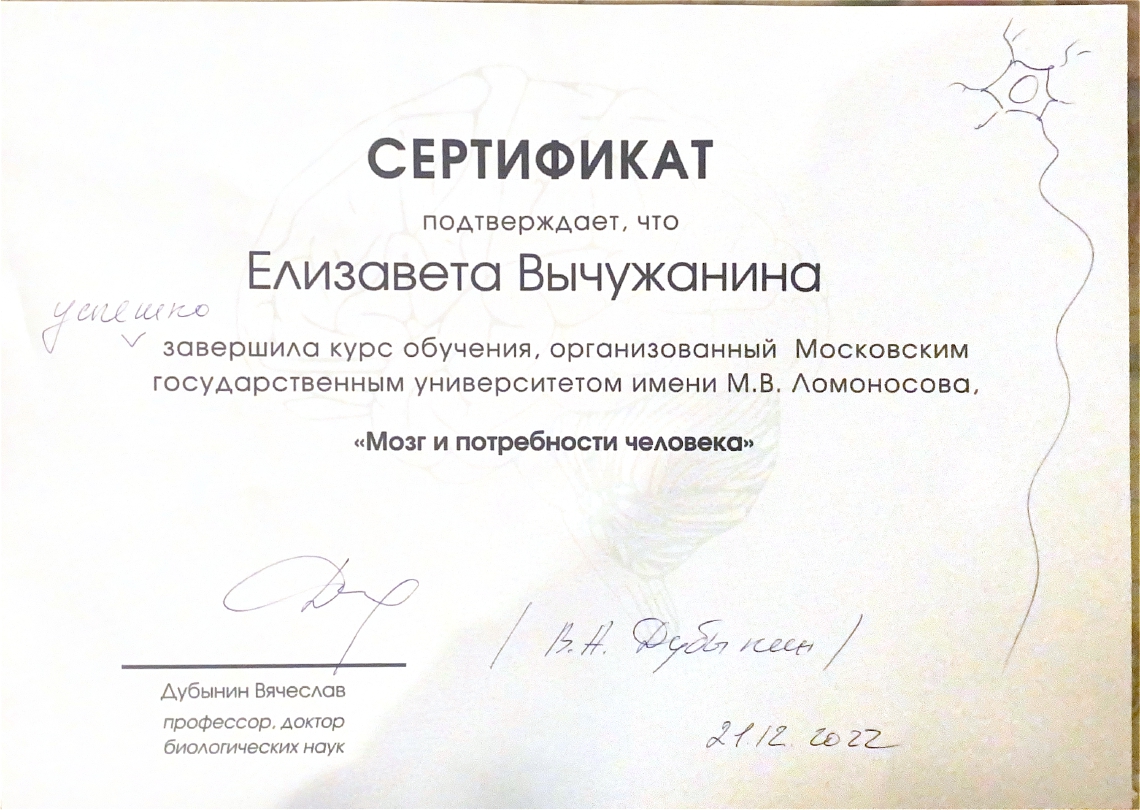 СЕРТИФИКАТ
подтверждает, что
Елизавета Вычужанина
успешно
завершила курс обучения, организованный Московским
государственным университетом имени М.В. Ломоносова,
«Мозг и потребности человека»
/ В.А. Дубынин /
Дубынин Вячеслав
профессор, доктор
биологических наук
21.12.2022